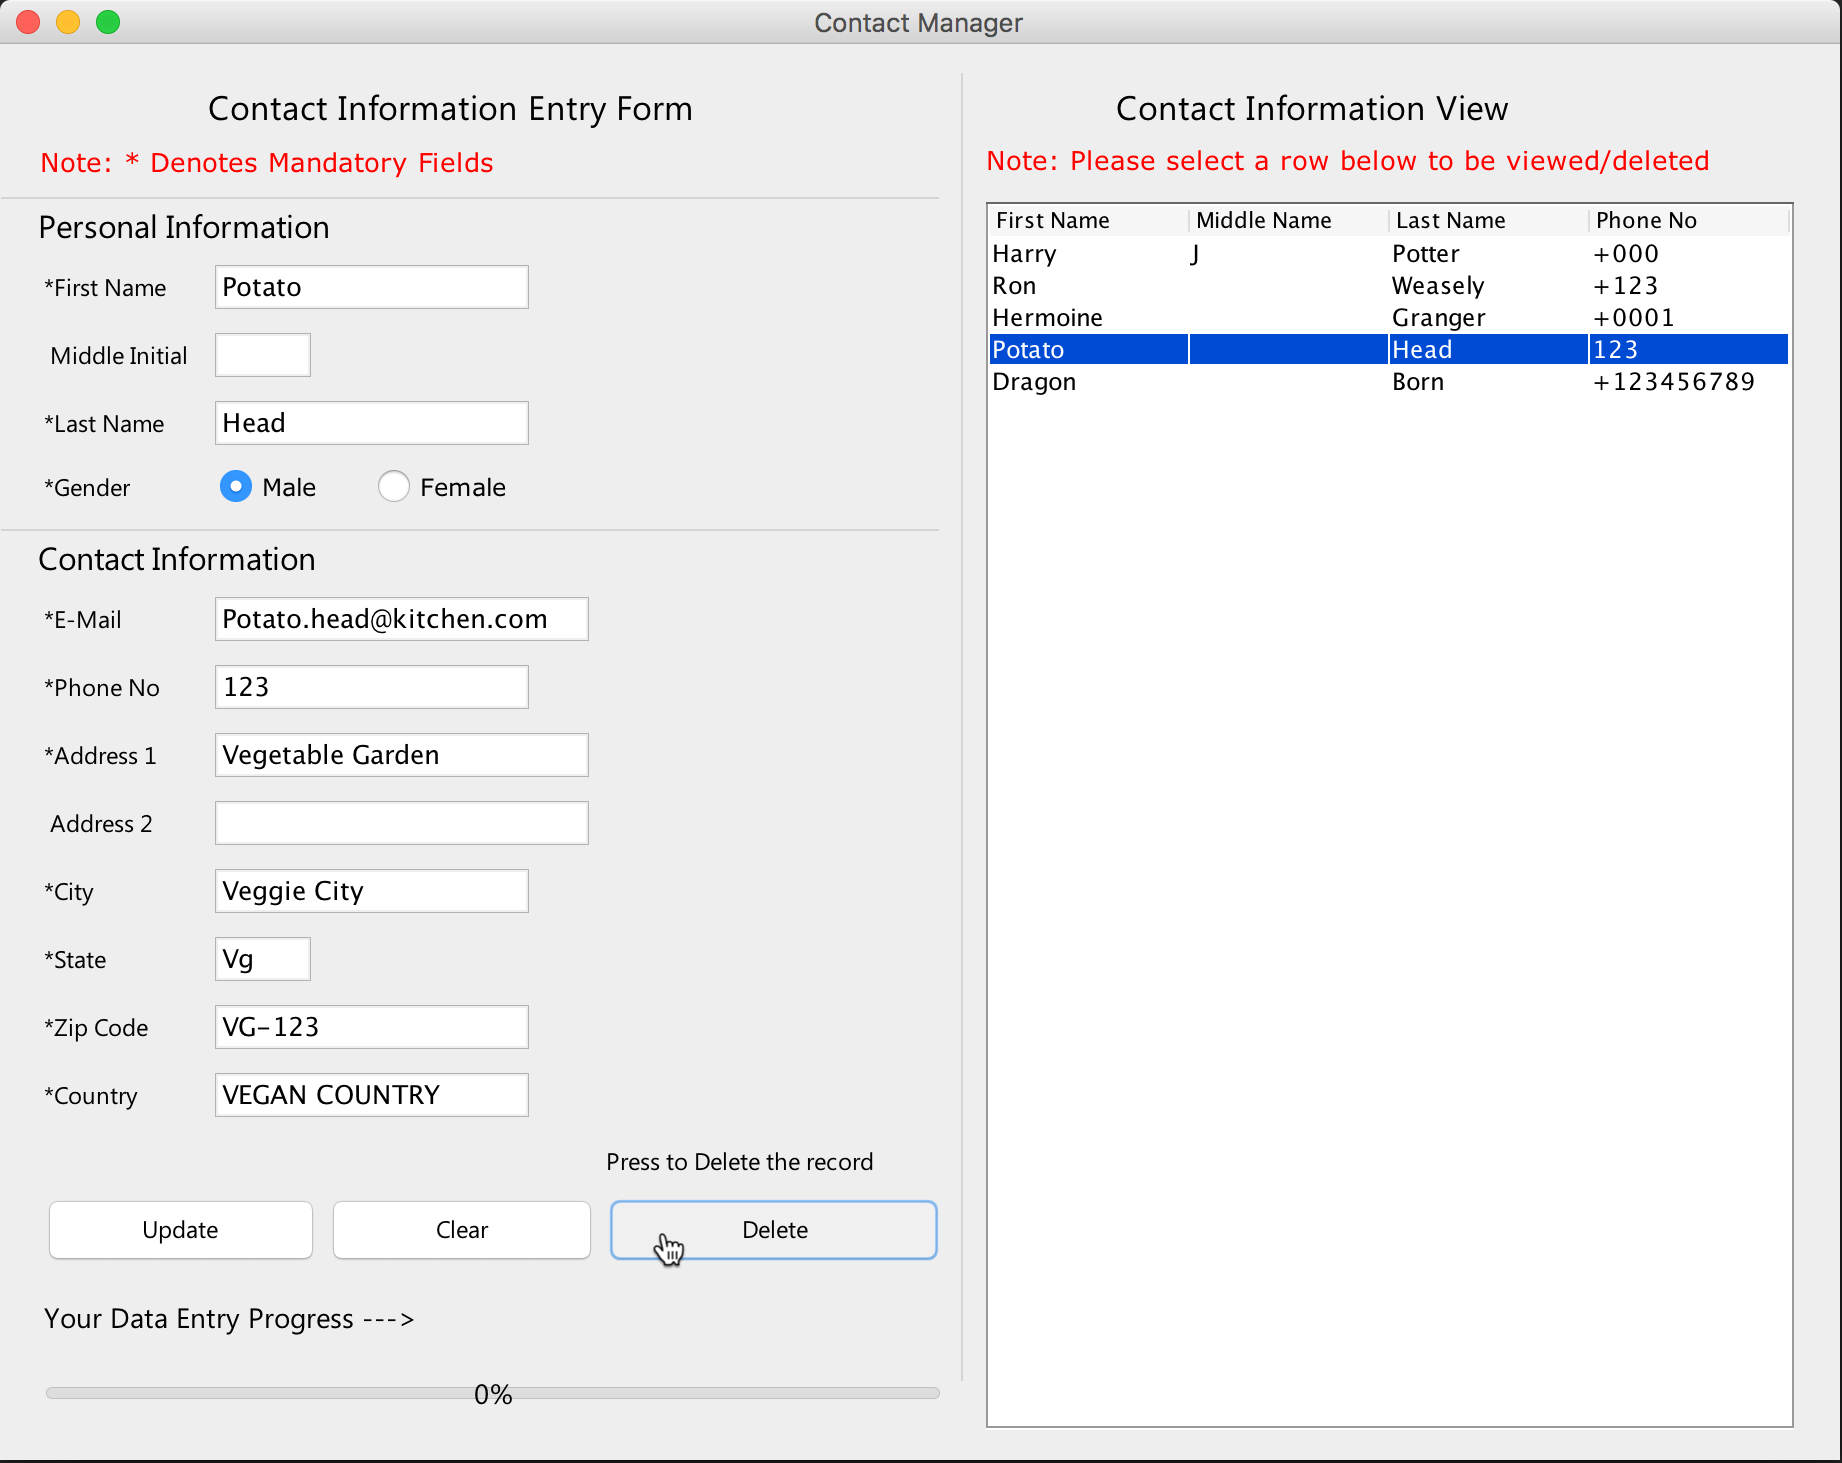 Contact Manager
Contact Information Entry Form
Note: * Denotes Mandatory Fields
Personal Information
*First Name Potato
Middle Initial
*Last Name Head
*Gender Male Female
Contact Information
*E-Mail Potato.head@kitchen.com
*Phone No 123
*Address 1 Vegetable Garden
Address 2
*City Veggie City
*State Vg
*Zip Code VG-123
*Country VEGAN COUNTRY
Press to Delete the record
Update Clear Delete
Your Data Entry Progress --->
0%
Contact Information View
Note: Please select a row below to be viewed/deleted
First Name Middle Name Last Name Phone No
Harry J Potter +000
Ron Weasely +123
Hermoine Granger +0001
Potato Head 123
Dragon Born +123456789